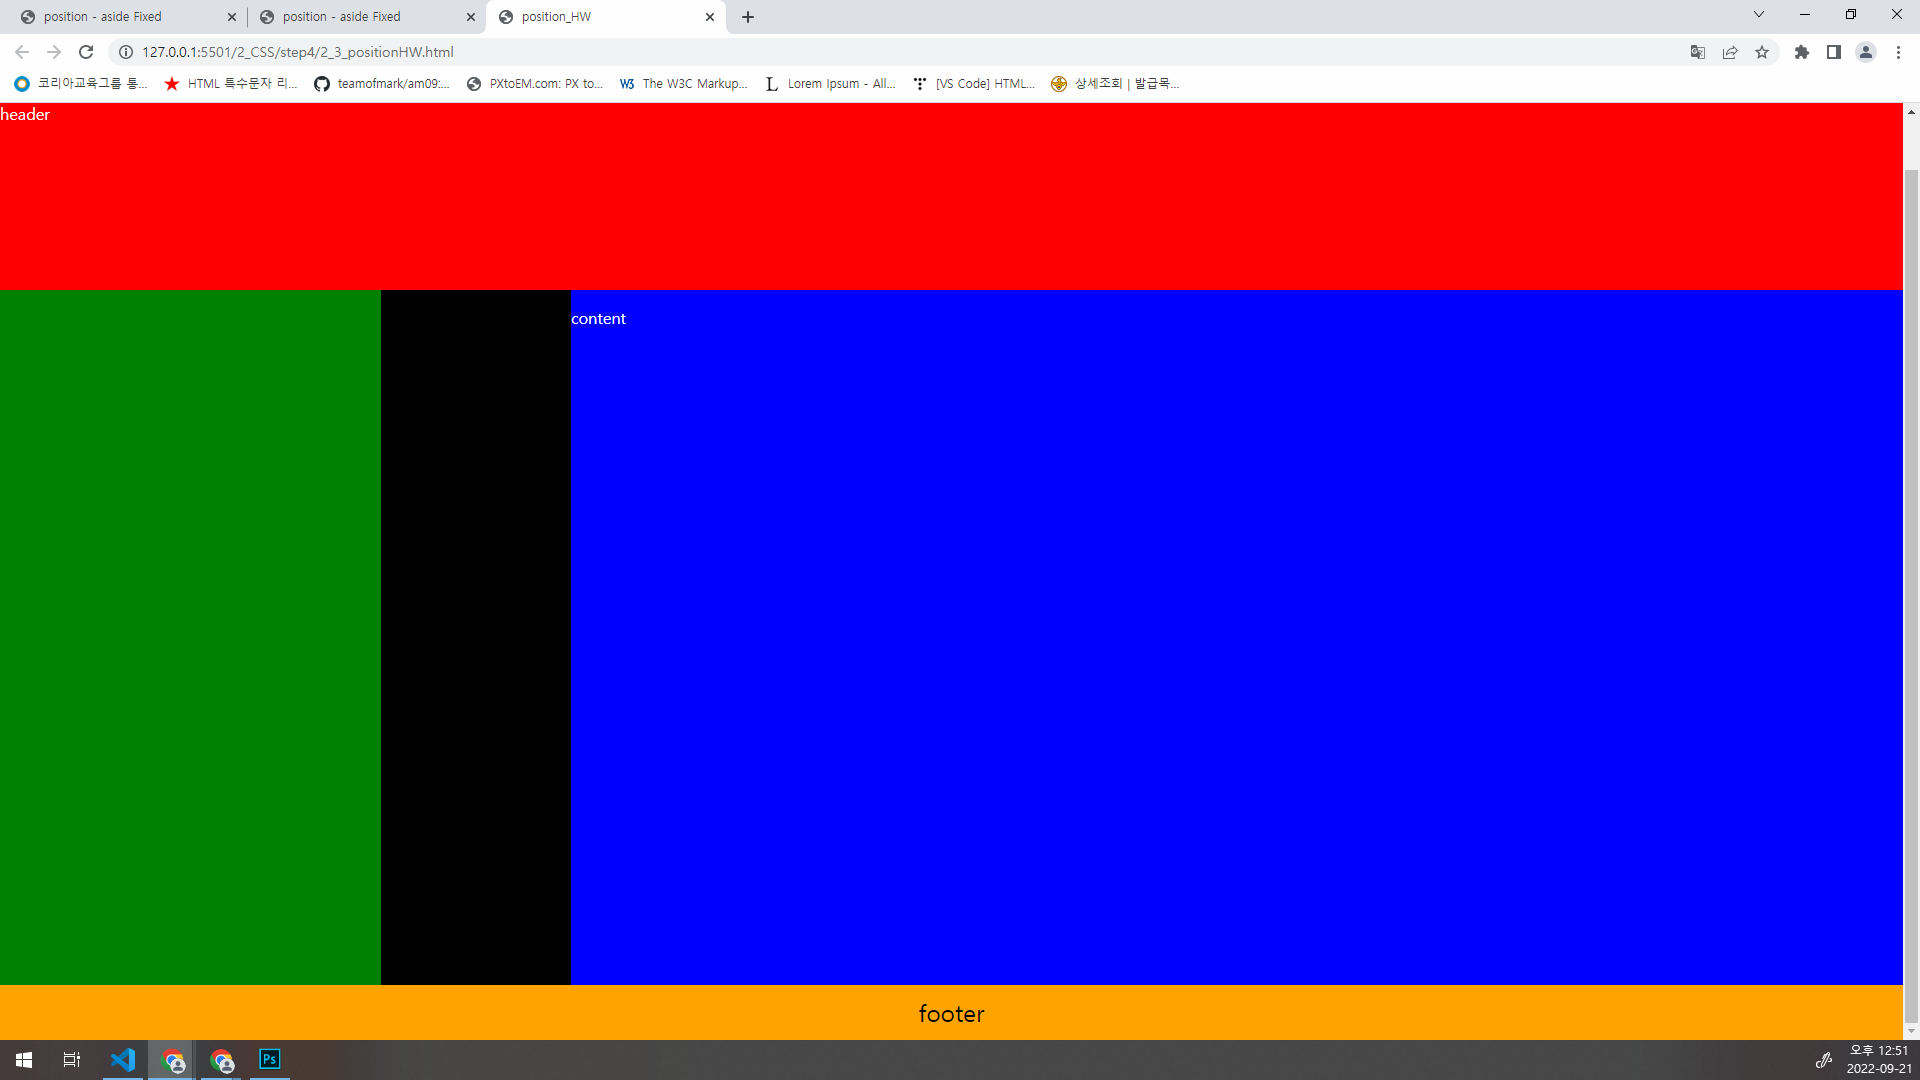 position - aside Fixed
position - aside Fixed
position_HW
127.0.0.1:5501/2_CSS/step4/2_3_positionHW.html
코리아교육그룹 통...
HTML 특수문자 리...
teamofmark/am09:...
PXtoEM.com: PX to...
W3 The W3C Markup...
L Lorem Ipsum - All...
[VS Code] HTML...
상세조회 | 발급목...
header
content
footer
Ps
오후 12:51
2022-09-21